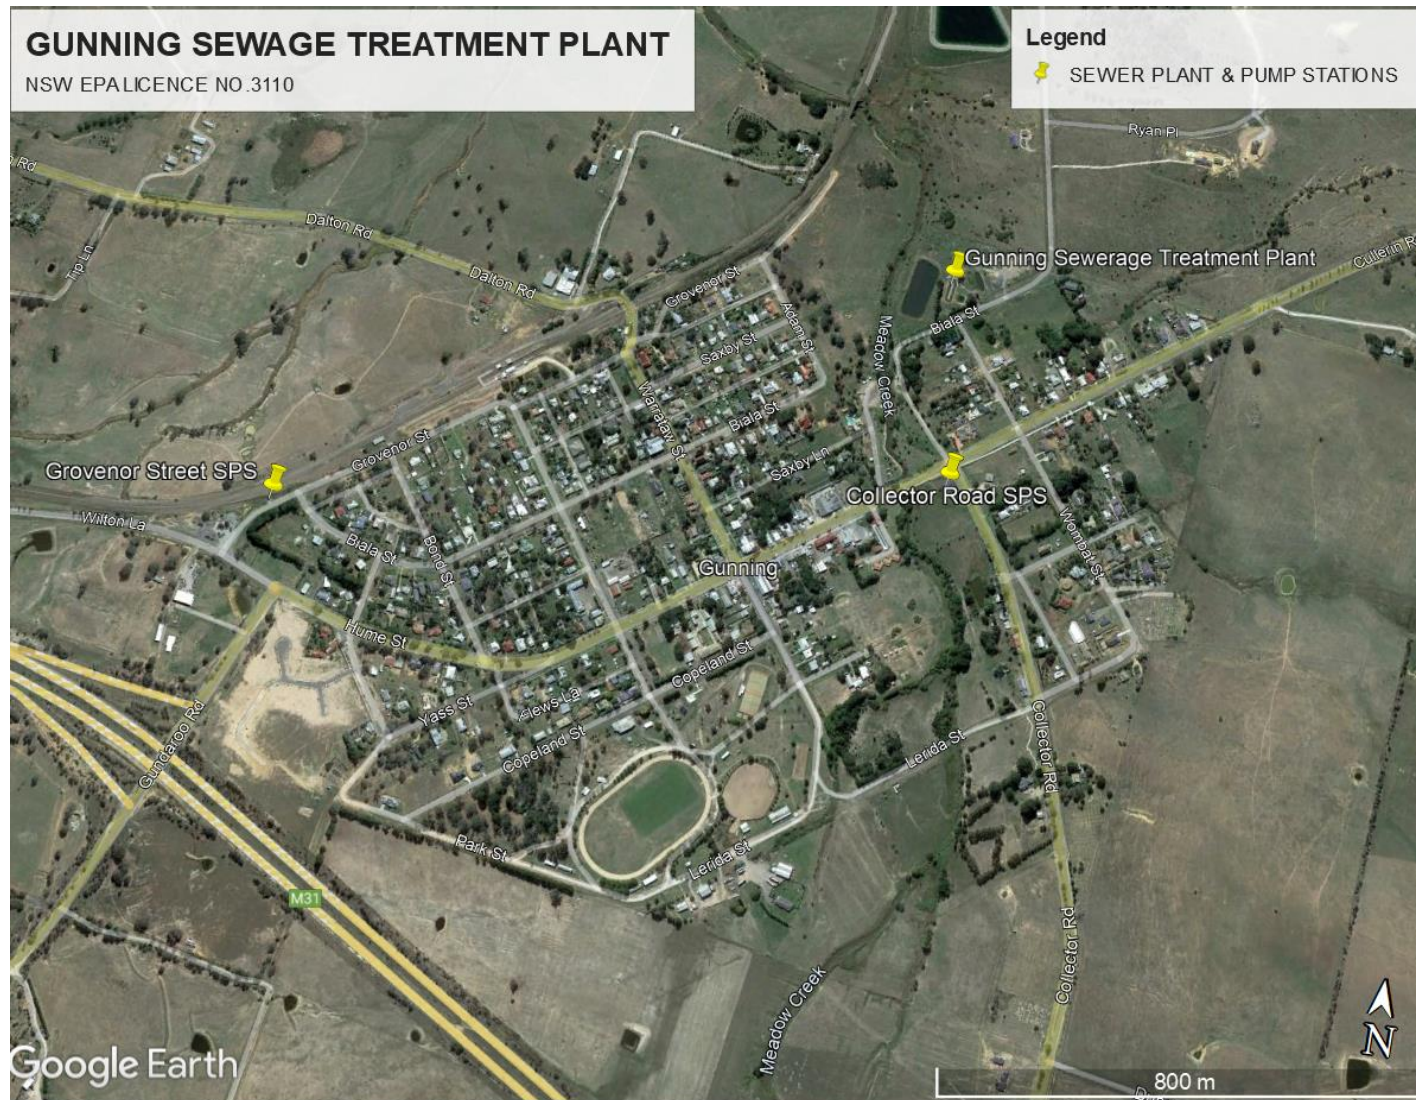 GUNNING SEWAGE TREATMENT PLANT
NSW EPA LICENCE NO.3110
Legend
SEWER PLANT & PUMP STATIONS
Ryan Pl
Rd
Dalton Rd
Tip Ln
Dalton Rd
Gunning Sewerage Treatment Plant
Cullerin R
Grovenor St
Adam St
Biala St
Meadow Creek
Saxby St
Warrataw St
Biala St
Grovenor St
Saxby Ln
Grovenor Street SPS
Collector Road SPS
Wilton La
Biala St
Bond St
Wombat St
Gunning
Hume St
Copeland St
Yass St
Hews La
Copeland St
Gundaroo Rd
Collector Rd
Lerida St
Park St
Lerida St
M31
Collector Rd
Meadow Creek
N
Google Earth
800 m